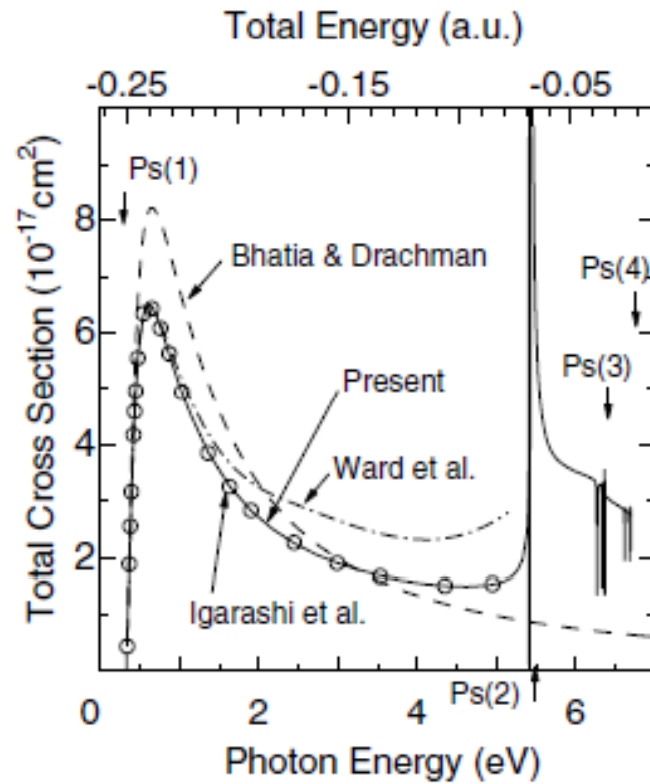 Total Energy (a.u.)
-0.25 -0.15 -0.05
Total Cross Section (10⁻¹⁷cm²)
8
6
4
2
Ps(1)
Bhatia & Drachman
Ps(4)
Ps(3)
Present
Ward et al.
Igarashi et al.
Ps(2)
0 2 4 6
Photon Energy (eV)